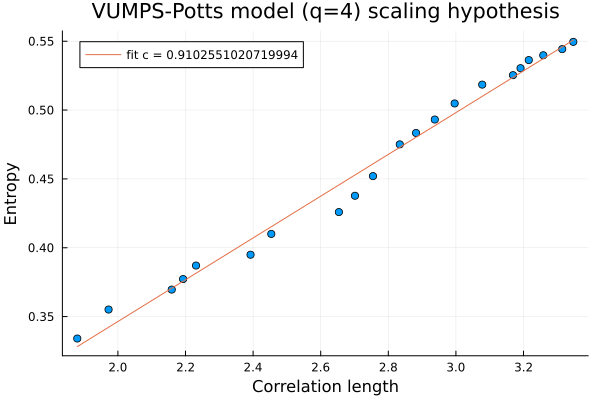 VUMPS-Potts model (q=4) scaling hypothesis
fit c = 0.9102551020719994
0.55
0.50
0.45
0.40
0.35
Entropy
2.0 2.2 2.4 2.6 2.8 3.0 3.2
Correlation length